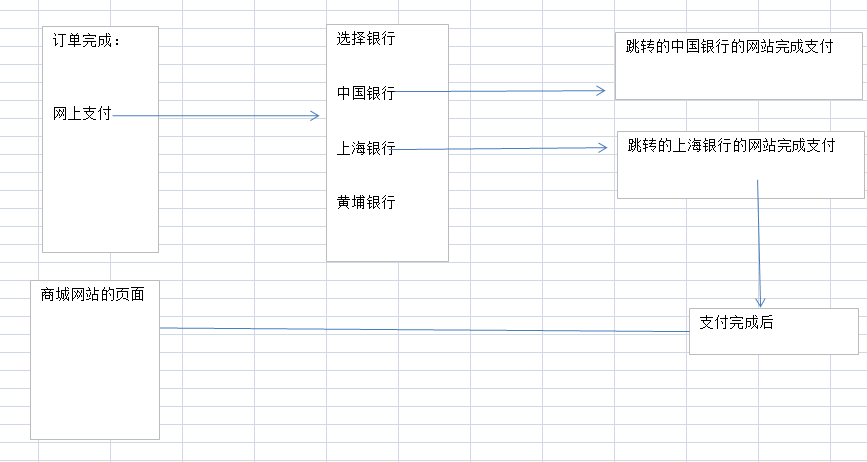 订单完成：
网上支付
选择银行
中国银行
上海银行
黄埔银行
跳转的中国银行的网站完成支付
跳转的上海银行的网站完成支付
支付完成后
商城网站的页面